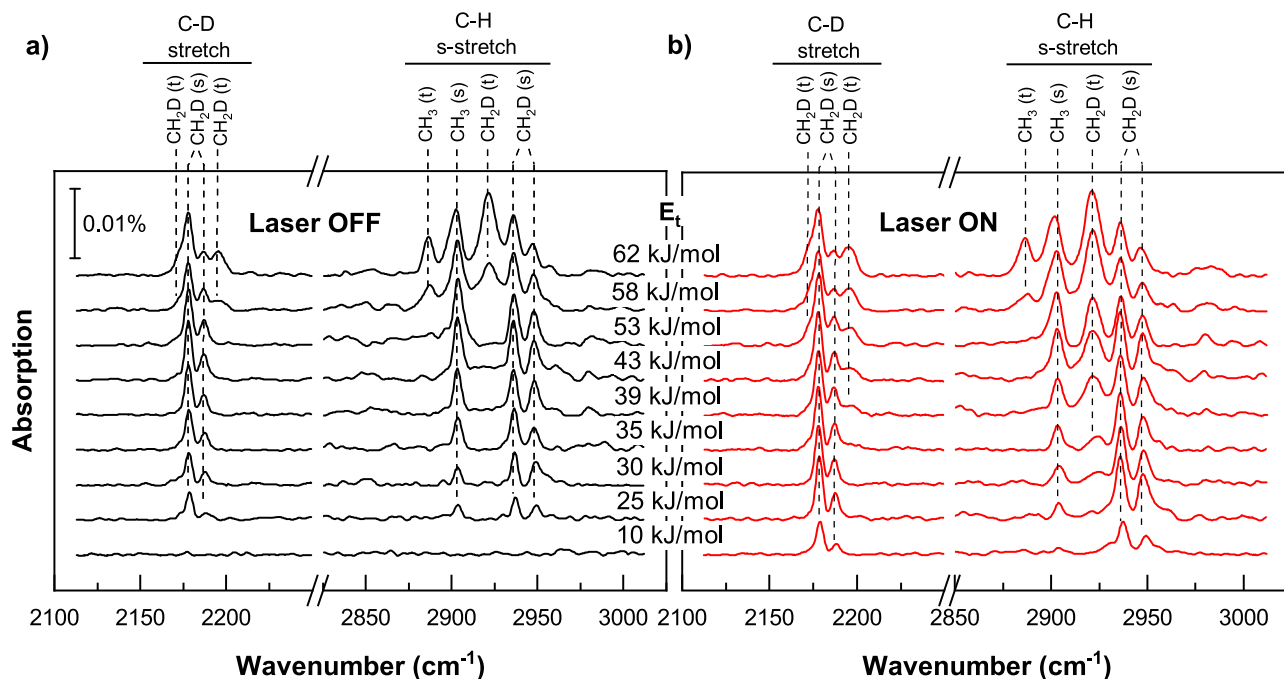 a)
C-D
stretch
C-H
s-stretch
b)
C-D
stretch
C-H
s-stretch
CH₂D (t)
CH₂D (s)
CH₂D (t)
CH₃ (t)
CH₃ (s)
CH₂D (t)
CH₂D (s)
CH₂D (t)
CH₂D (s)
CH₂D (t)
CH₃ (t)
CH₃ (s)
CH₂D (t)
CH₂D (s)
0.01%
Laser OFF
Eₜ
Laser ON
62 kJ/mol
58 kJ/mol
53 kJ/mol
43 kJ/mol
39 kJ/mol
35 kJ/mol
30 kJ/mol
25 kJ/mol
10 kJ/mol
Absorption
2100 2150 2200 2850 2900 2950 3000 2100 2150 2200 2850 2900 2950 3000
Wavenumber (cm⁻¹) Wavenumber (cm⁻¹)